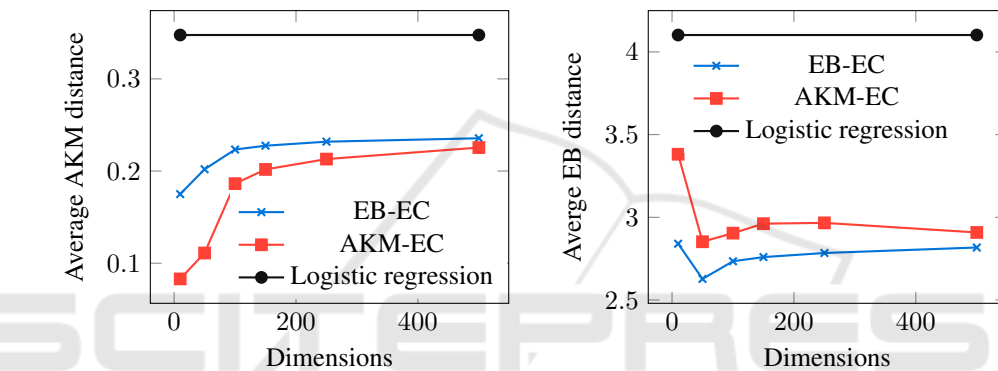 Average AKM distance
0.3
0.2
0.1
0
200
400
Dimensions
EB-EC
AKM-EC
Logistic regression
Averge EB distance
4
3.5
3
2.5
0
200
400
Dimensions
EB-EC
AKM-EC
Logistic regression
SCITEPRESS